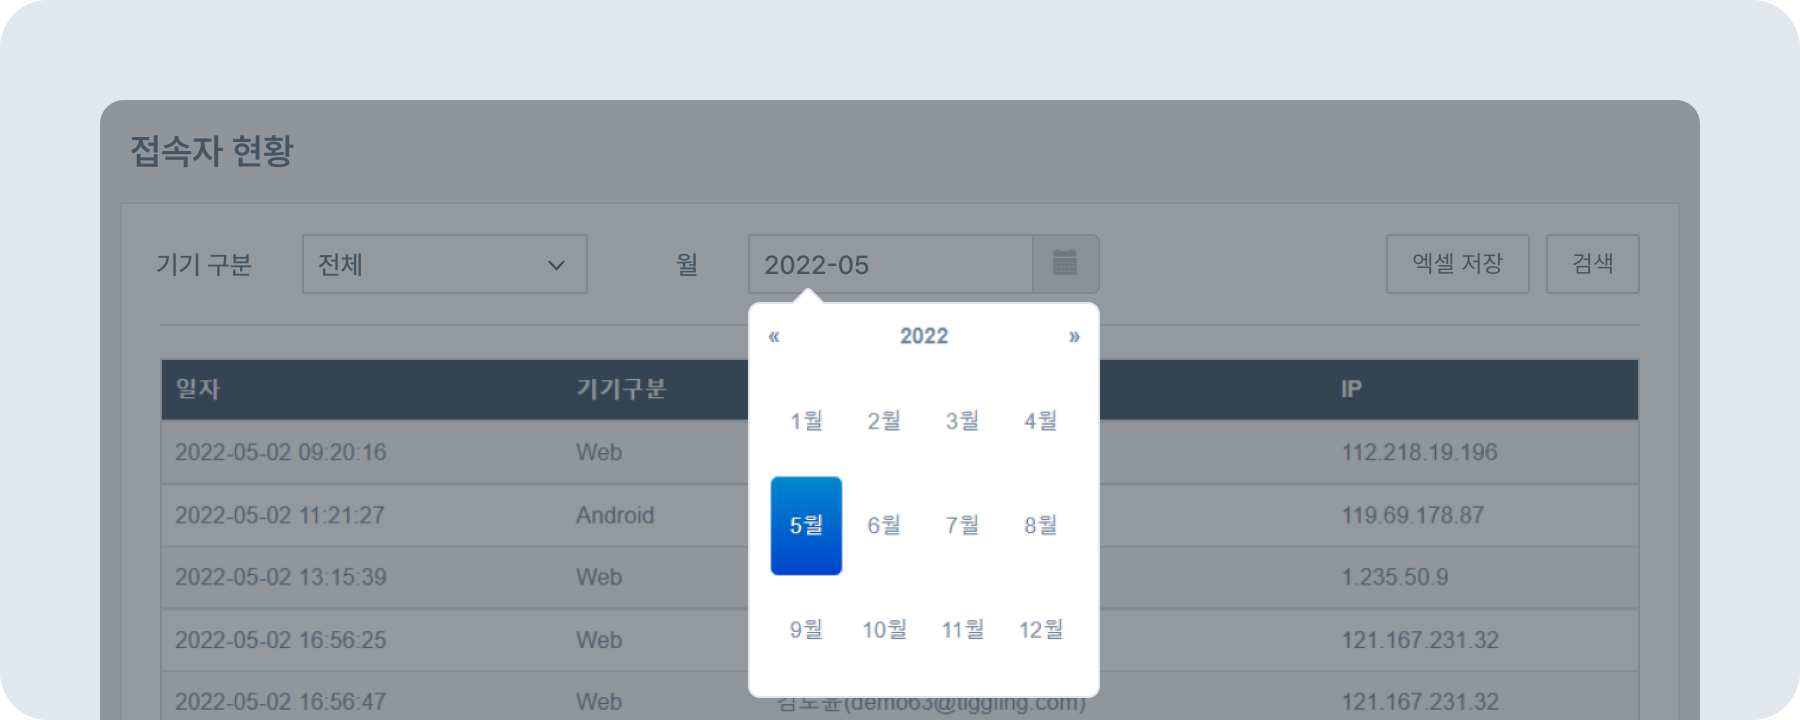 접속자 현황
기기 구분 전체 월 2022-05 엑셀 저장 검색
« 2022 »
1월 2월 3월 4월
5월 6월 7월 8월
9월 10월 11월 12월
일자 기기구분 IP
2022-05-02 09:20:16 Web 112.218.19.196
2022-05-02 11:21:27 Android 119.69.178.87
2022-05-02 13:15:39 Web 1.235.50.9
2022-05-02 16:56:25 Web 121.167.231.32
2022-05-02 16:56:47 Web 김도윤(demo63@tiggling.com) 121.167.231.32